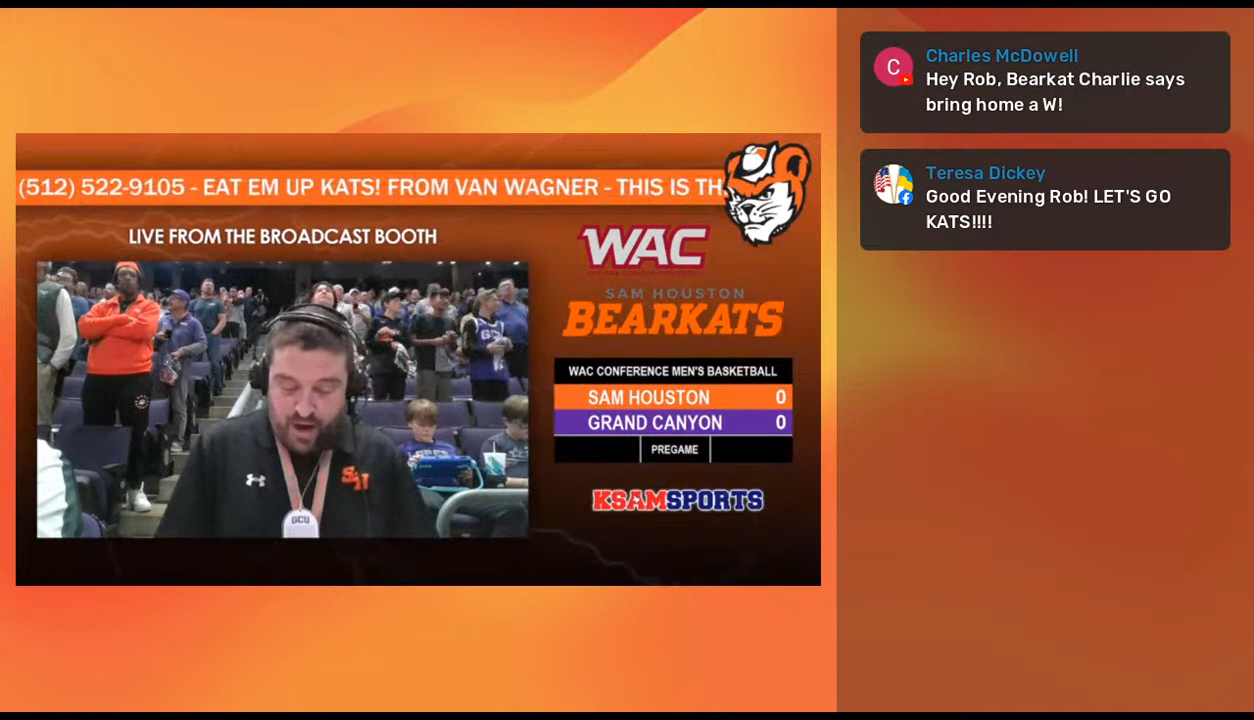 (512) 522-9105 - EAT EM UP KATS! FROM VAN WAGNER - THIS IS TH
LIVE FROM THE BROADCAST BOOTH
WAC
SAM HOUSTON
BEARKATS
WAC CONFERENCE MEN'S BASKETBALL
SAM HOUSTON 0
GRAND CANYON 0
PREGAME
KSAMSPORTS
SH
GCU
C
Charles McDowell
Hey Rob, Bearkat Charlie says
bring home a W!
Teresa Dickey
Good Evening Rob! LET'S GO
KATS!!!!